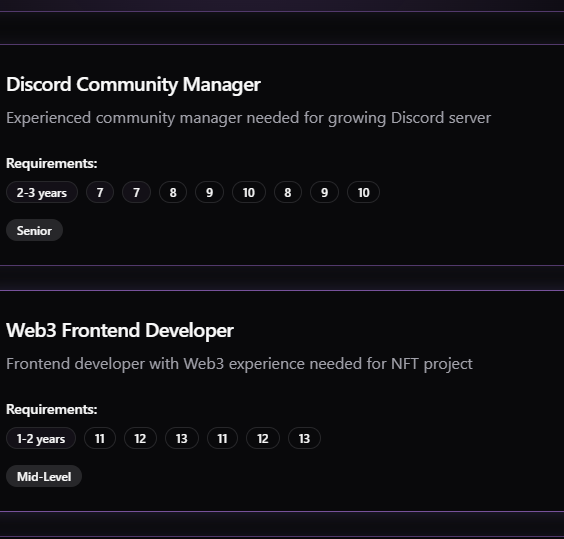 Discord Community Manager
Experienced community manager needed for growing Discord server
Requirements:
2-3 years 7 7 8 9 10 8 9 10
Senior
Web3 Frontend Developer
Frontend developer with Web3 experience needed for NFT project
Requirements:
1-2 years 11 12 13 11 12 13
Mid-Level